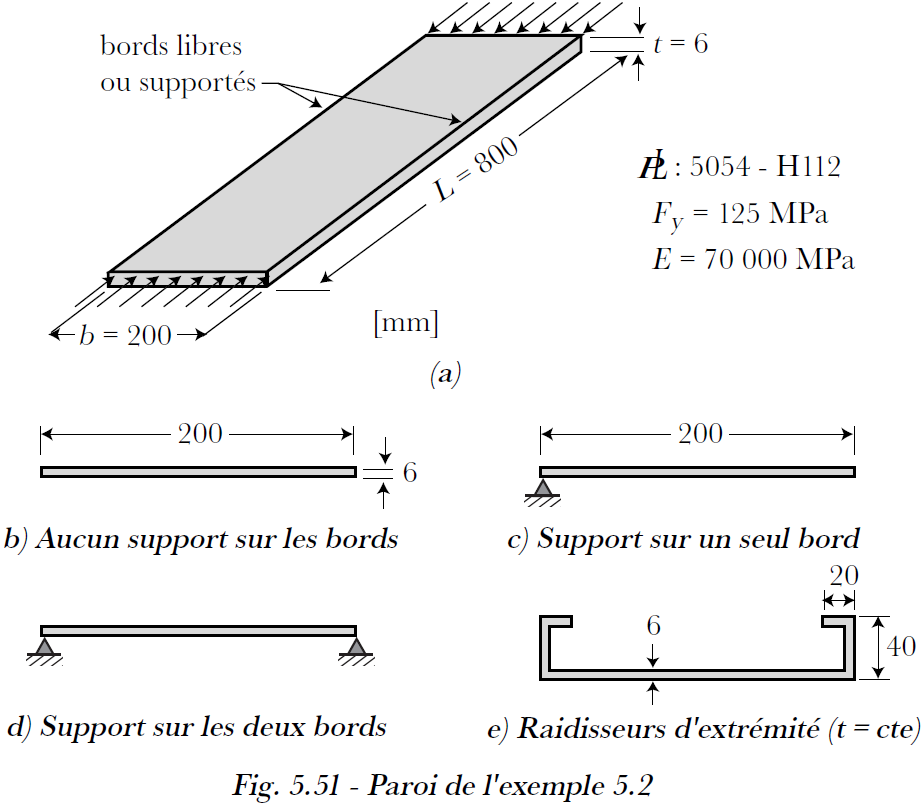 bords libres
ou supportés
t = 6
L = 800
PL : 5054 - H112
Fy = 125 MPa
E = 70 000 MPa
b = 200
[mm]
(a)
200
6
b) Aucun support sur les bords
200
c) Support sur un seul bord
d) Support sur les deux bords
20
6
40
e) Raidisseurs d'extrémité (t = cte)
Fig. 5.51 - Paroi de l'exemple 5.2